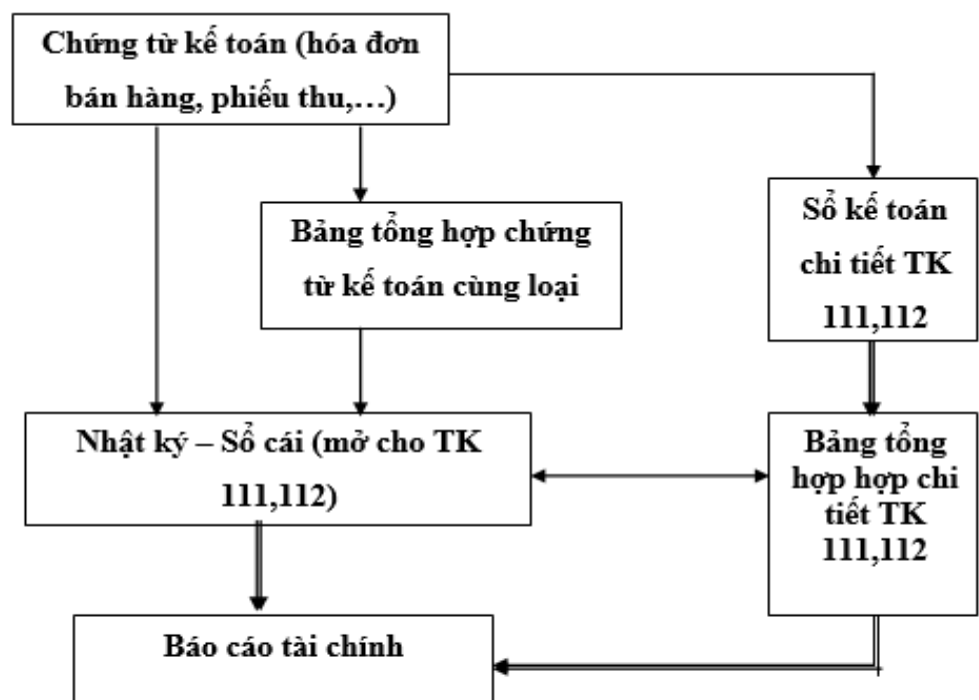 Chứng từ kế toán (hóa đơn
bán hàng, phiếu thu,…)
Bảng tổng hợp chứng
từ kế toán cùng loại
Sổ kế toán
chi tiết TK
111,112
Nhật ký – Sổ cái (mở cho TK
111,112)
Bảng tổng
hợp hợp chi
tiết TK
111,112
Báo cáo tài chính